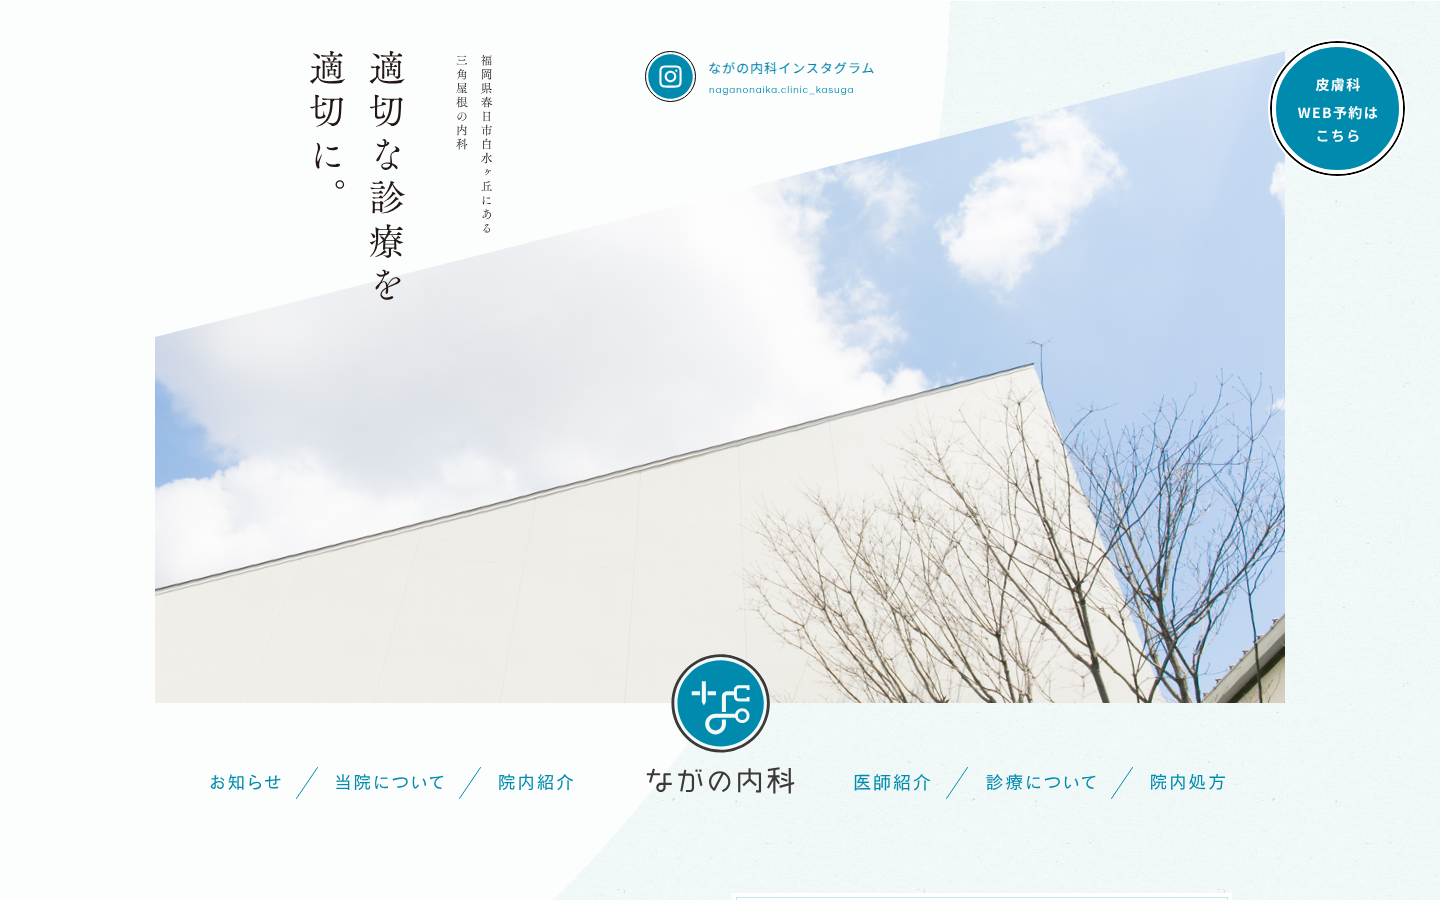 適切な診療を
適切に。
福岡県春日市白水ヶ丘にある
三角屋根の内科
ながの内科インスタグラム
naganonaika.clinic_kasuga
皮膚科
WEB予約は
こちら
お知らせ
当院について
院内紹介
ながの内科
医師紹介
診療について
院内処方